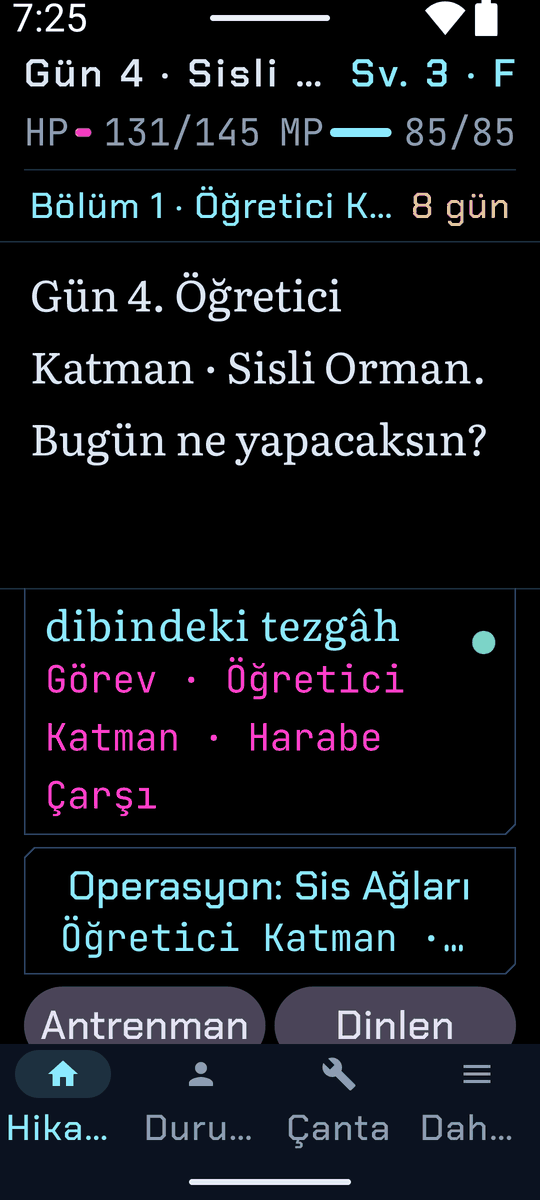 7:25
Gün 4 · Sisli … Sv. 3 · F
HP 131/145 MP 85/85
Bölüm 1 · Öğretici K… 8 gün
Gün 4. Öğretici
Katman · Sisli Orman.
Bugün ne yapacaksın?
dibindeki tezgâh
Görev · Öğretici
Katman · Harabe
Çarşı
Operasyon: Sis Ağları
Öğretici Katman ·…
Antrenman Dinlen
Hika… Duru… Çanta Dah…